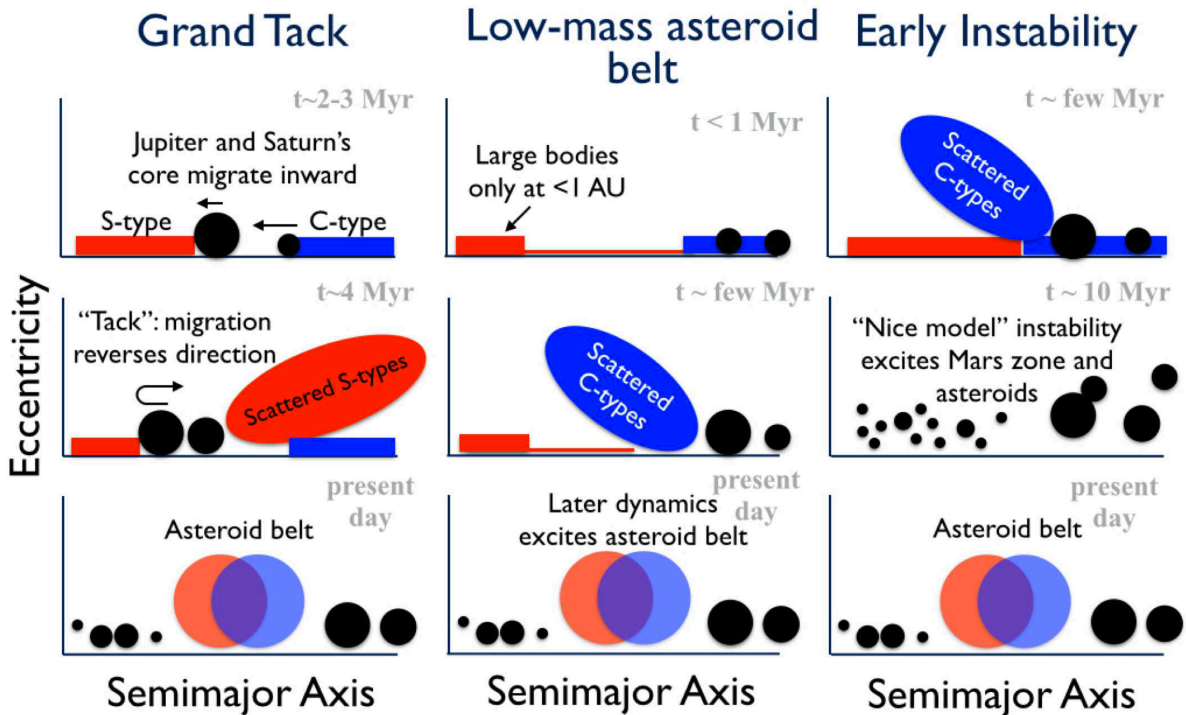 Grand Tack
Low-mass asteroid
belt
Early Instability
t~2-3 Myr
Jupiter and Saturn's
core migrate inward
S-type
C-type
t < 1 Myr
Large bodies
only at <1 AU
t ~ few Myr
Scattered
C-types
Eccentricity
t~4 Myr
"Tack": migration
reverses direction
Scattered S-types
t ~ few Myr
Scattered
C-types
t ~ 10 Myr
"Nice model" instability
excites Mars zone and
asteroids
present
day
Asteroid belt
present
day
Later dynamics
excites asteroid belt
present
day
Asteroid belt
Semimajor Axis
Semimajor Axis
Semimajor Axis